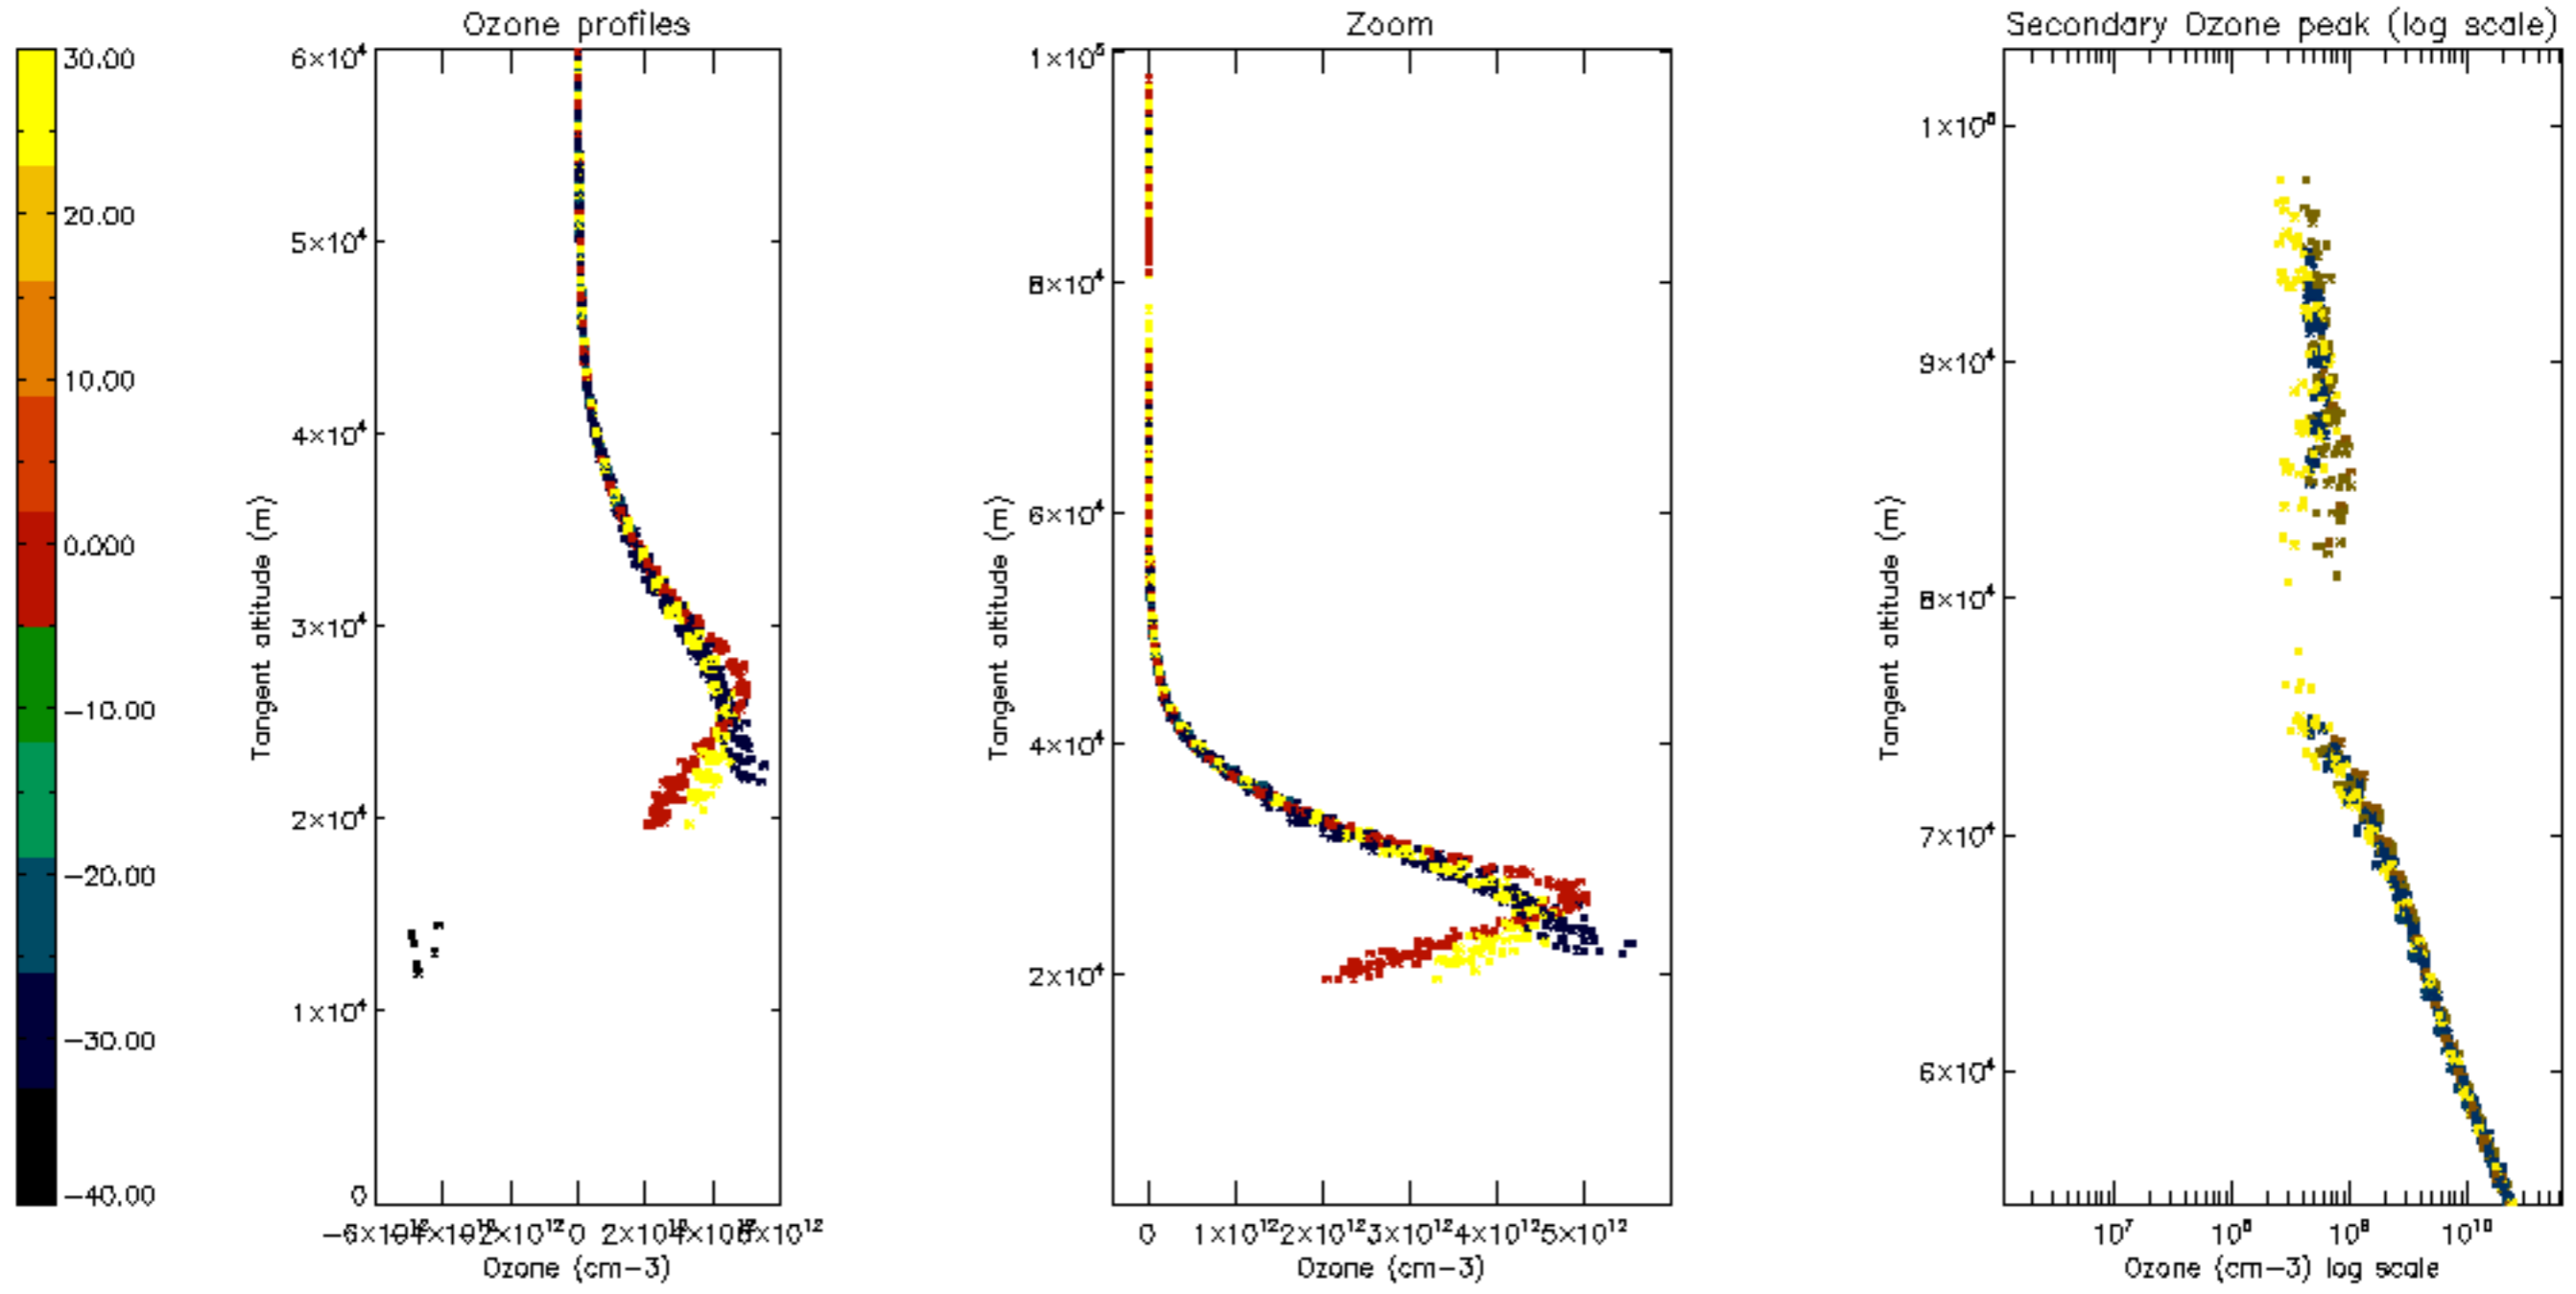 Ozone profiles
Zoom
Secondary Ozone peak (log scale)
30.00
20.00
10.00
0.000
−10.00
−20.00
−30.00
−40.00
6×10⁴
5×10⁴
4×10⁴
3×10⁴
2×10⁴
1×10⁴
0
Tangent altitude (m)
0
Ozone (cm−3)
1×10⁵
8×10⁴
6×10⁴
4×10⁴
2×10⁴
Tangent altitude (m)
0 1×10¹² 2×10¹² 3×10¹² 4×10¹² 5×10¹²
Ozone (cm−3)
1×10⁵
9×10⁴
8×10⁴
7×10⁴
6×10⁴
Tangent altitude (m)
10⁷ 10⁸ 10⁹ 10¹⁰
Ozone (cm−3) log scale